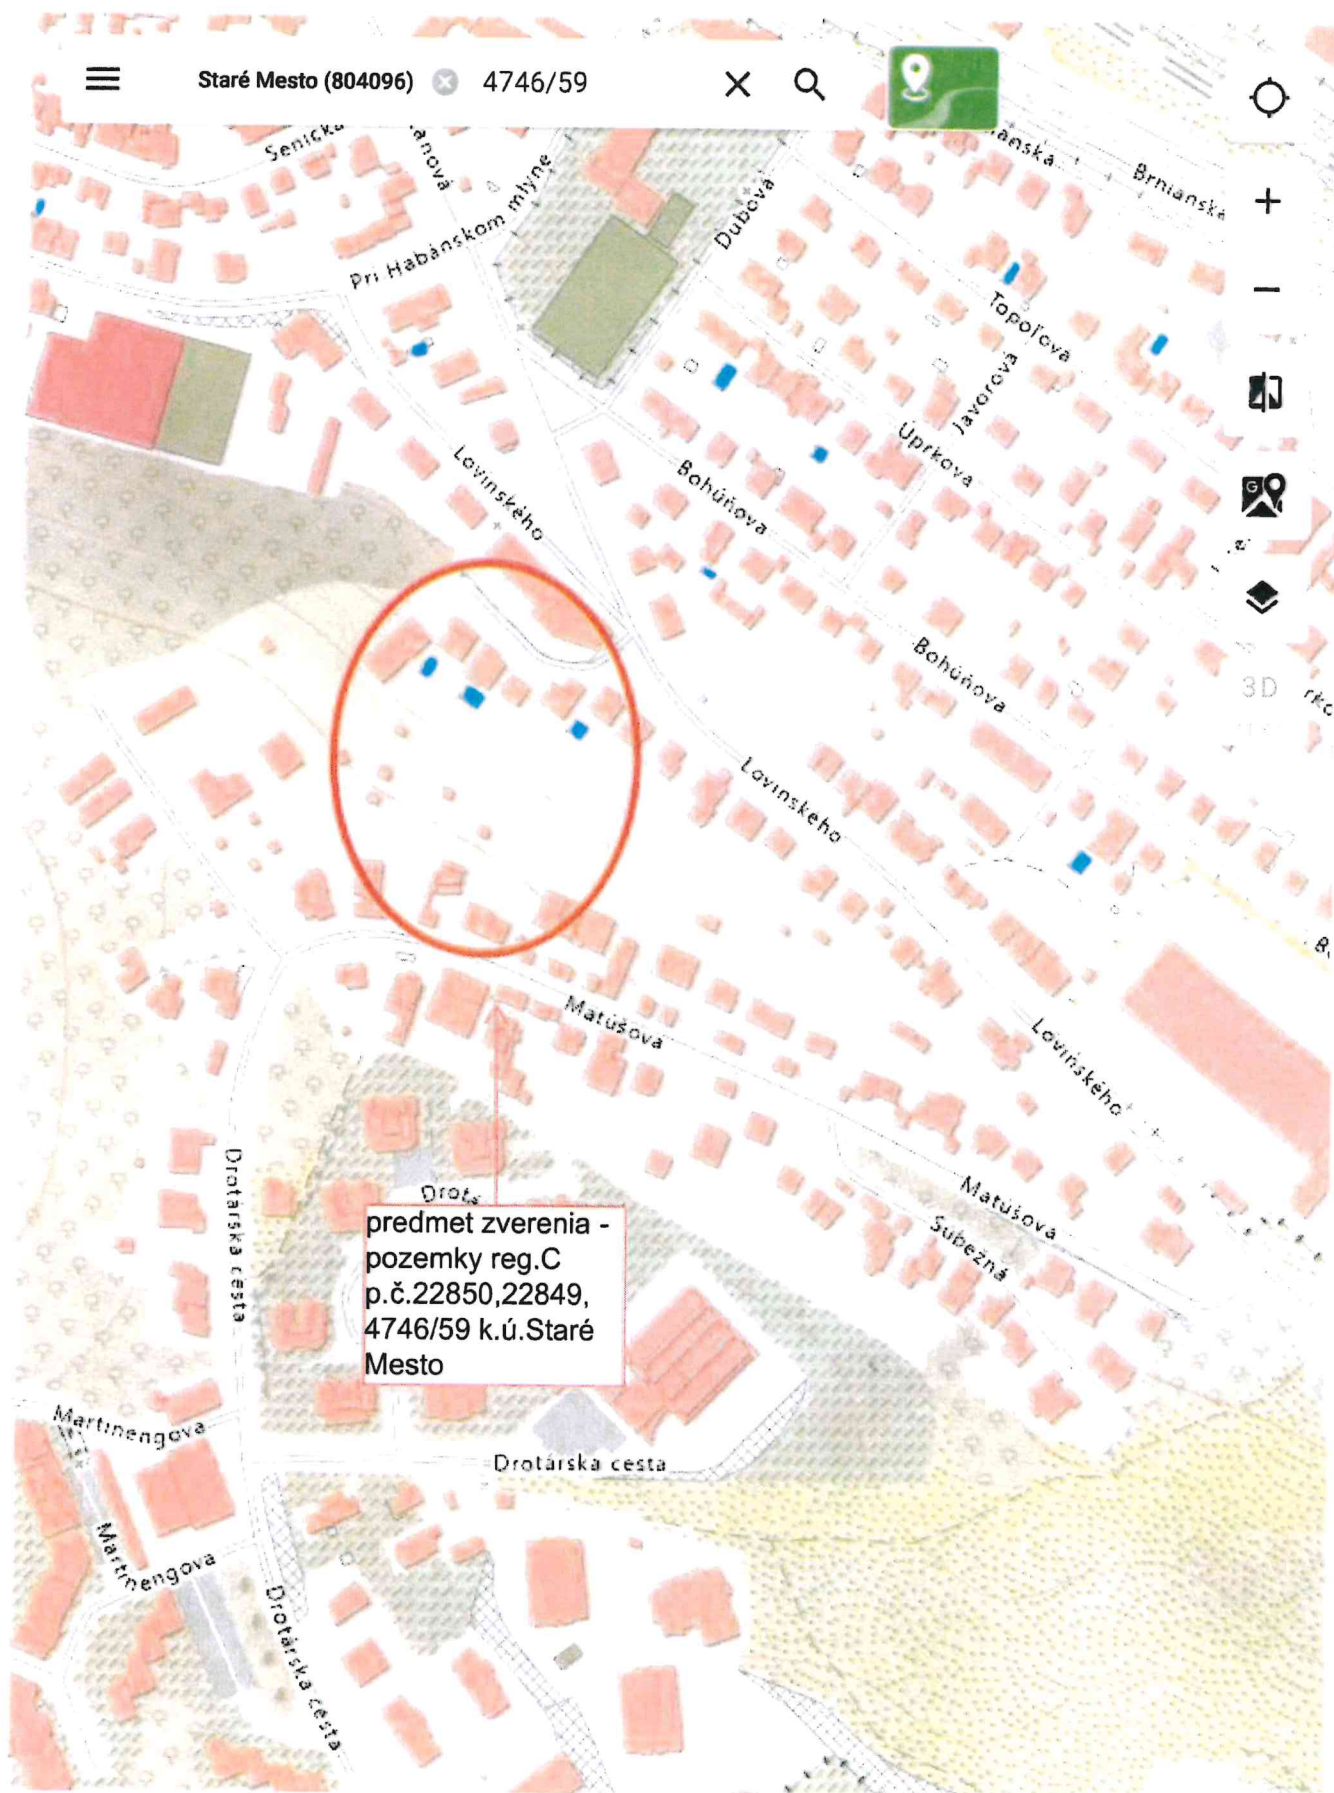 Staré Mesto (804096) 4746/59
Senická
Pri Habánskom mlyne
Dubová
Brnianska
Topoľová
Javorová
Úprkova
Lovinského
Bohúňova
Bohúňova
3D
Lovinského
Matúšova
Lovinského
Drotárska cesta
Matúšova
Súbežná
predmet zverenia -
pozemky reg.C
p.č.22850,22849,
4746/59 k.ú.Staré
Mesto
Martinengova
Drotárska cesta
Martinengova
Drotárska cesta